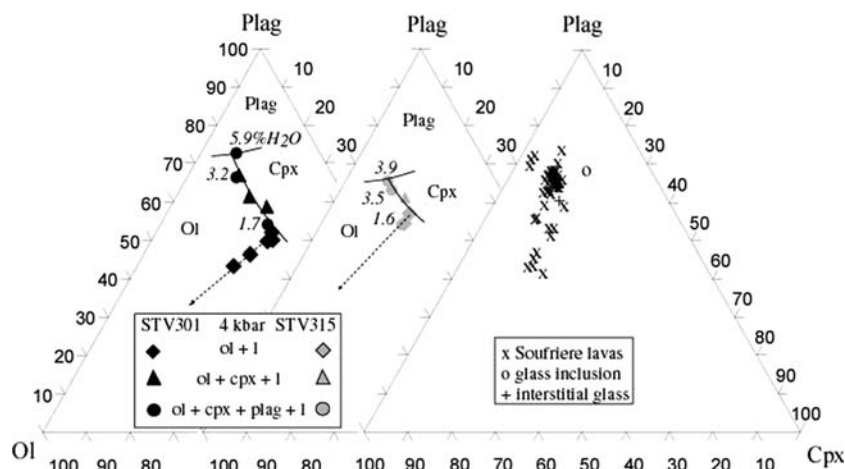 Plag Plag Plag
100
10 10 10
90
20 20 20
80
Plag Plag
30 30 30
5.9%H2O
70
3.9
Cpx
3.2
40
60
3.5
Cpx
Ol
1.7
Ol
1.6
50
50
60
40
70
30
STV301 4 kbar STV315
ol + l
80
20
ol + cpx + l
x Soufriere lavas
o glass inclusion
+ interstitial glass
90
10
ol + cpx + plag + l
100
Ol
100 90 80 100 90 80 100 90 80 70 60 50 40 30 20 10
Cpx